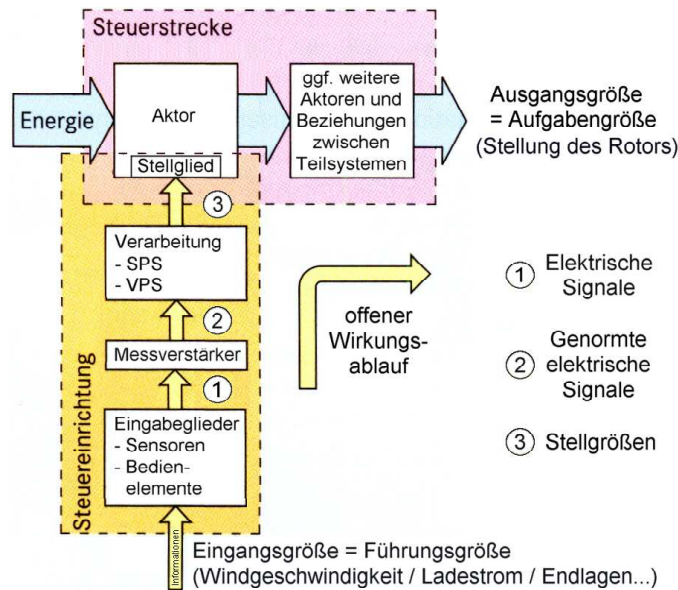 Steuerstrecke
Energie
Aktor
Stellglied
ggf. weitere
Aktoren und
Beziehungen
zwischen
Teilsystemen
Ausgangsgröße
= Aufgabengröße
(Stellung des Rotors)
3
Verarbeitung
- SPS
- VPS
2
Messverstärker
1
Eingabeglieder
- Sensoren
- Bedien-
elemente
Steuereinrichtung
Informationen
offener
Wirkungs-
ablauf
1 Elektrische
Signale
2 Genormte
elektrische
Signale
3 Stellgrößen
Eingangsgröße = Führungsgröße
(Windgeschwindigkeit / Ladestrom / Endlagen...)